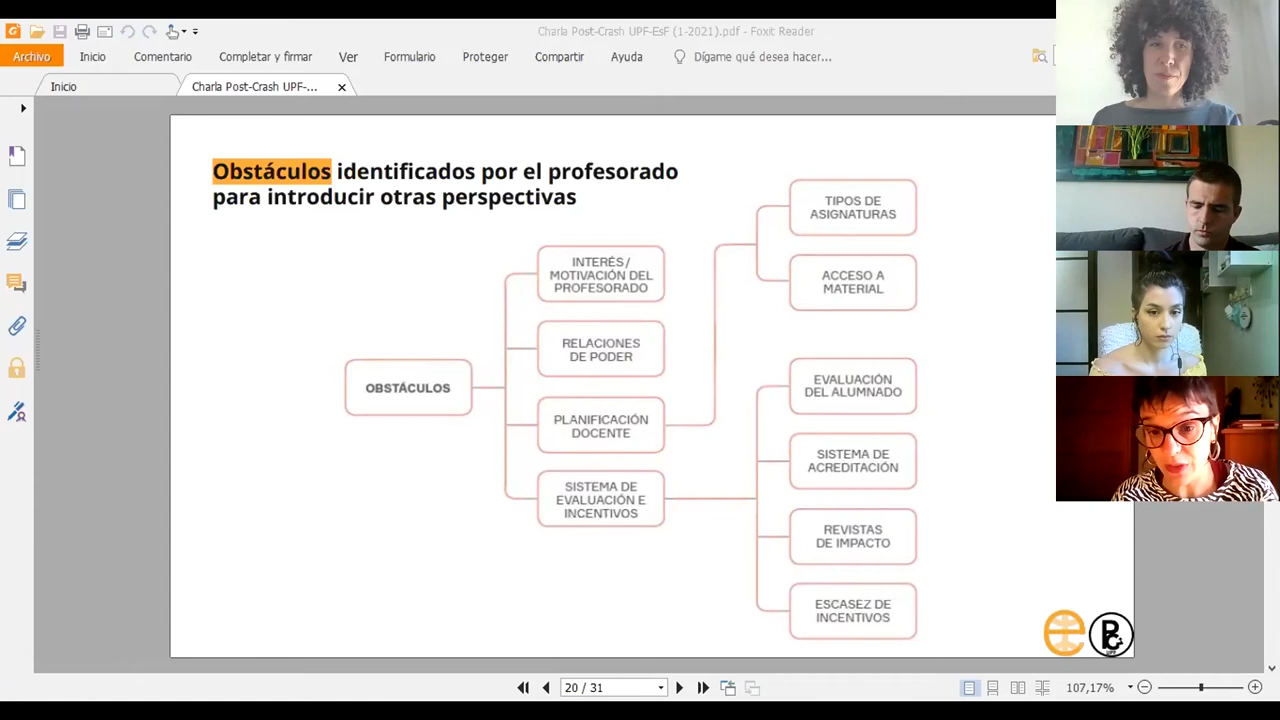 Charla Post-Crash UPF-EsF (1-2021).pdf - Foxit Reader
Archivo Inicio Comentario Completar y firmar Ver Formulario Proteger Compartir Ayuda Dígame qué desea hacer...
Inicio Charla Post-Crash UPF-...
Obstáculos identificados por el profesorado
para introducir otras perspectivas
OBSTÁCULOS
INTERÉS/
MOTIVACIÓN DEL
PROFESORADO
RELACIONES
DE PODER
PLANIFICACIÓN
DOCENTE
SISTEMA DE
EVALUACIÓN E
INCENTIVOS
TIPOS DE
ASIGNATURAS
ACCESO A
MATERIAL
EVALUACIÓN
DEL ALUMNADO
SISTEMA DE
ACREDITACIÓN
REVISTAS
DE IMPACTO
ESCASEZ DE
INCENTIVOS
UPF
20 / 31
107,17%